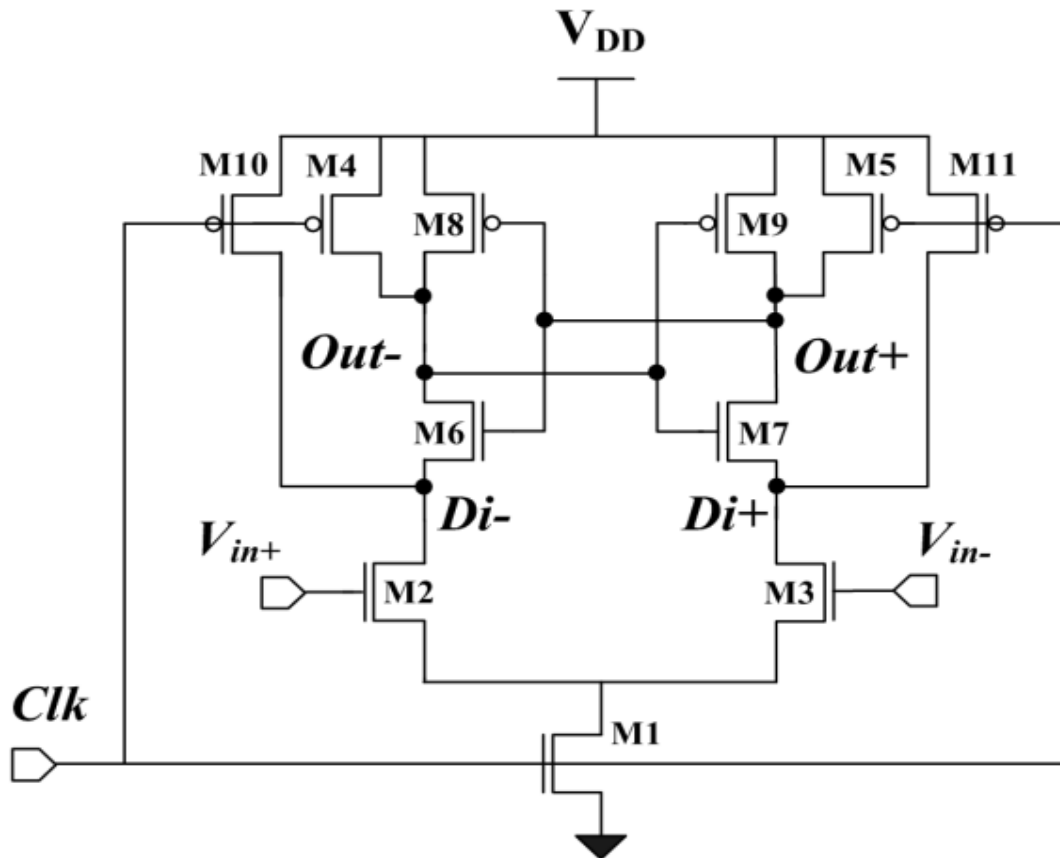 VDD
M10 M4 M5 M11
M8 M9
Out- Out+
M6 M7
Di- Di+
Vin+ Vin-
M2 M3
Clk
M1